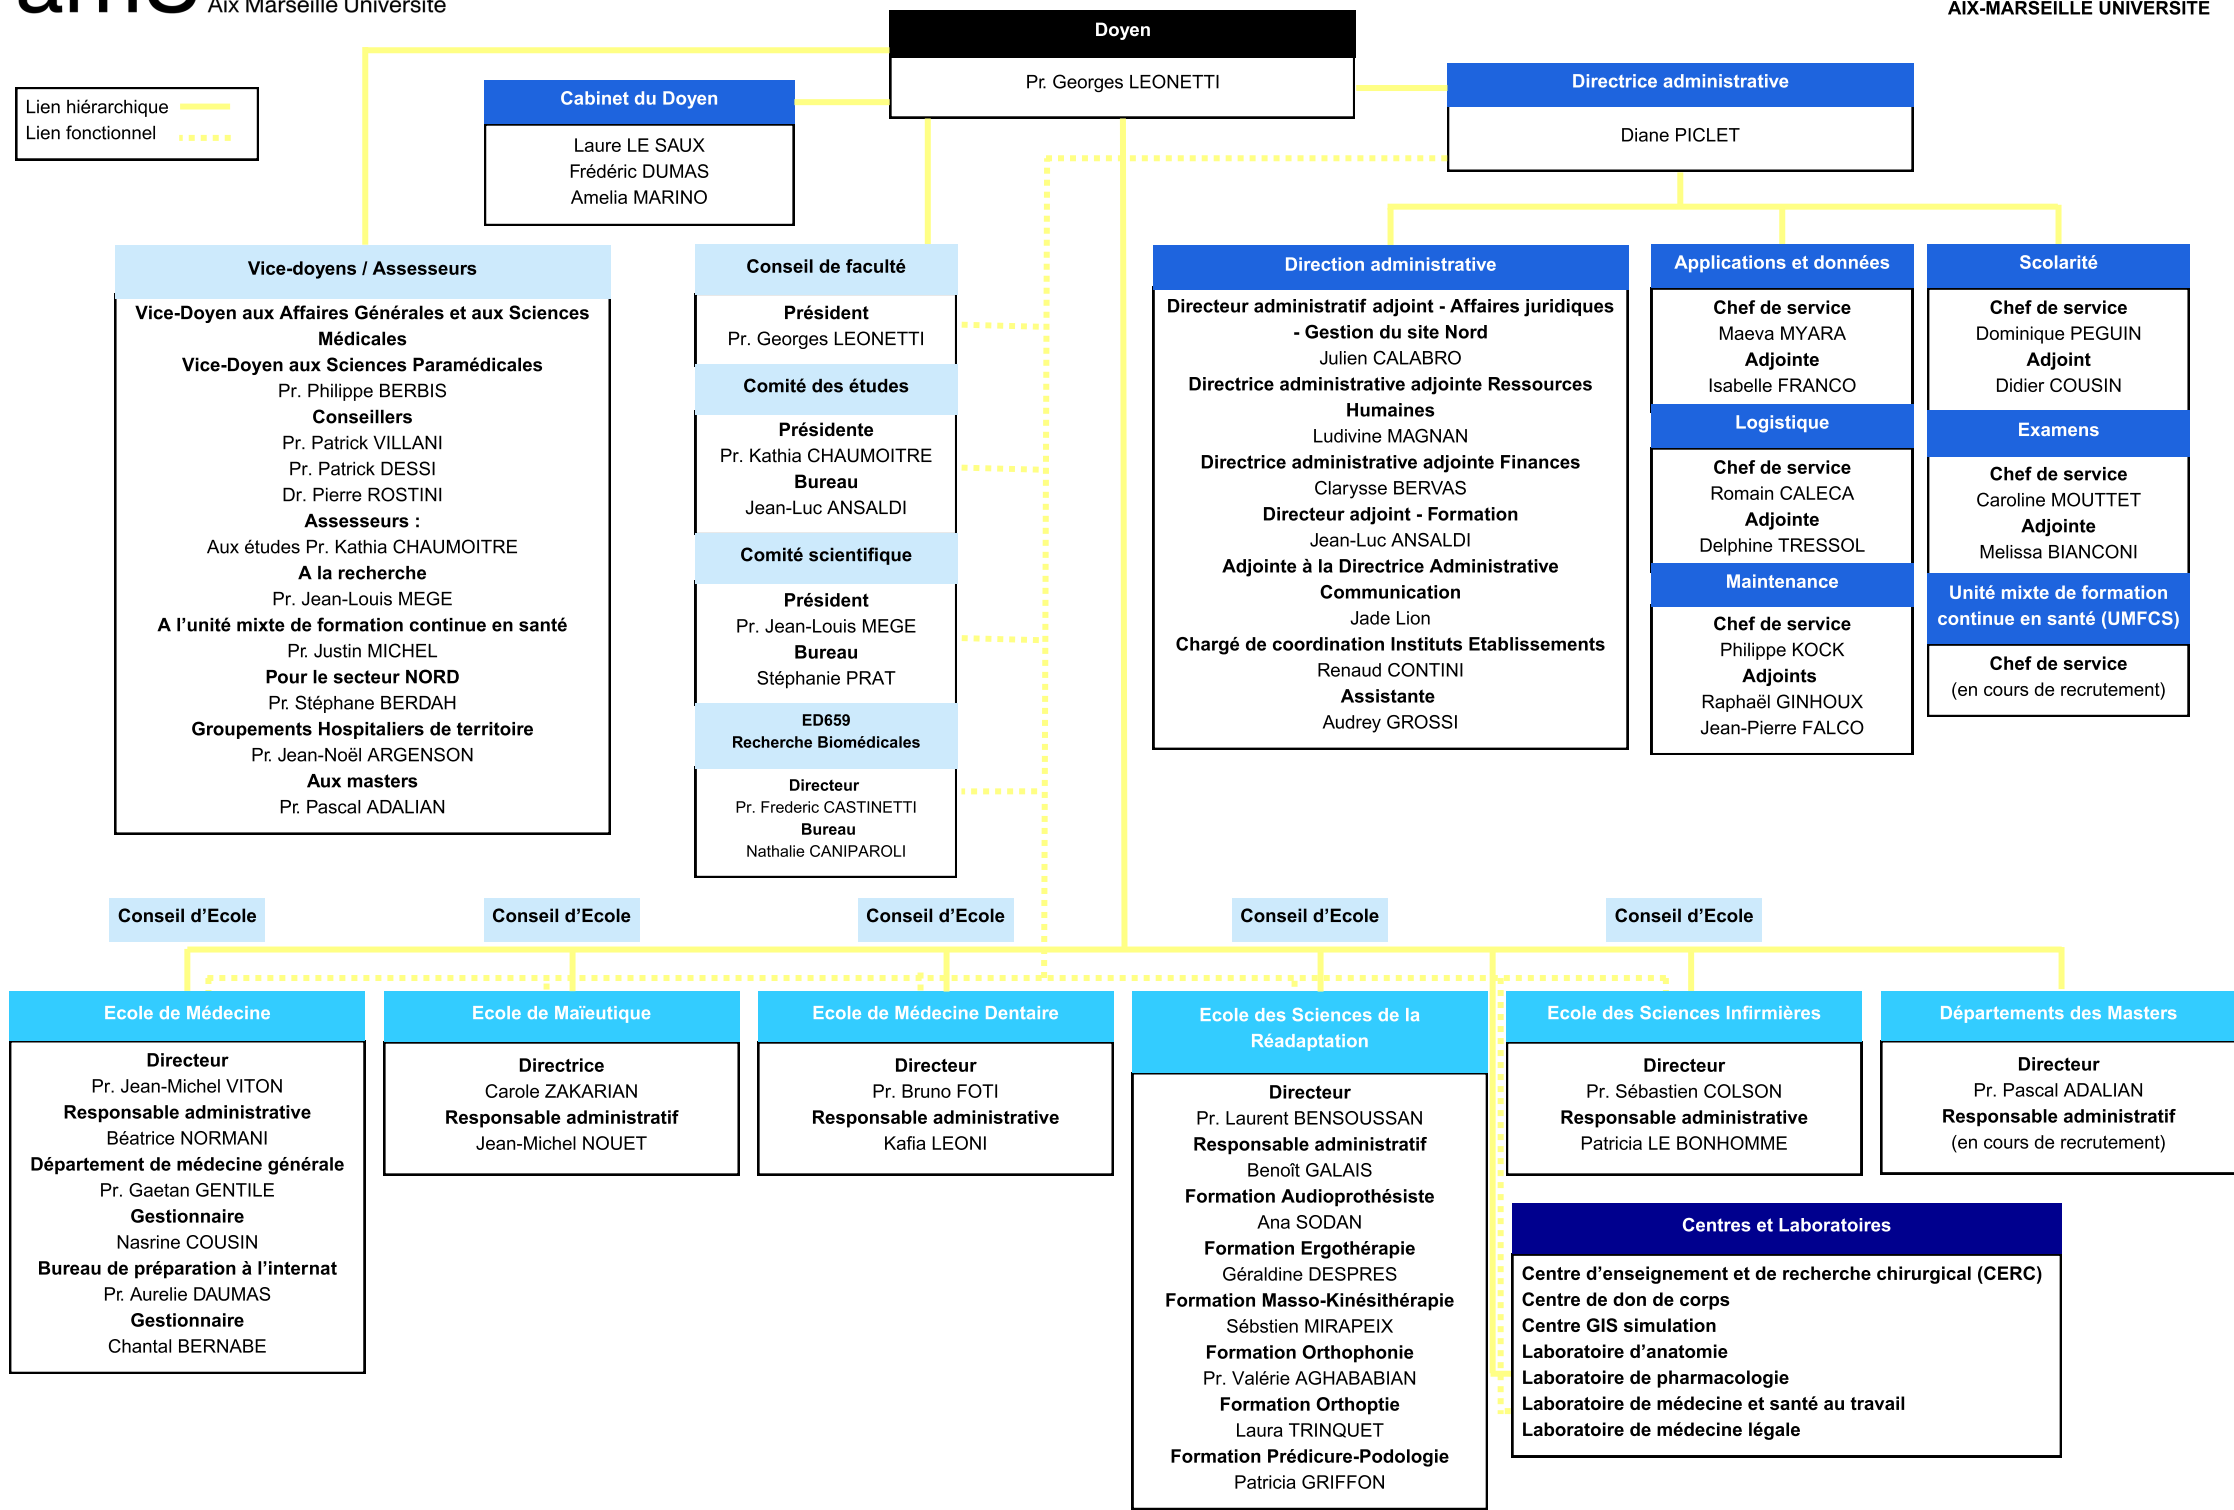 Aix Marseille Université
AIX-MARSEILLE UNIVERSITE
Doyen
Pr. Georges LEONETTI
Lien hiérarchique
Lien fonctionnel
Cabinet du Doyen
Laure LE SAUX
Frédéric DUMAS
Amelia MARINO
Directrice administrative
Diane PICLET
Vice-doyens / Assesseurs
Vice-Doyen aux Affaires Générales et aux Sciences
Médicales
Vice-Doyen aux Sciences Paramédicales
Pr. Philippe BERBIS
Conseillers
Pr. Patrick VILLANI
Pr. Patrick DESSI
Dr. Pierre ROSTINI
Assesseurs :
Aux études Pr. Kathia CHAUMOITRE
A la recherche
Pr. Jean-Louis MEGE
A l’unité mixte de formation continue en santé
Pr. Justin MICHEL
Pour le secteur NORD
Pr. Stéphane BERDAH
Groupements Hospitaliers de territoire
Pr. Jean-Noël ARGENSON
Aux masters
Pr. Pascal ADALIAN
Conseil de faculté
Président
Pr. Georges LEONETTI
Comité des études
Présidente
Pr. Kathia CHAUMOITRE
Bureau
Jean-Luc ANSALDI
Comité scientifique
Président
Pr. Jean-Louis MEGE
Bureau
Stéphanie PRAT
ED659
Recherche Biomédicales
Directeur
Pr. Frederic CASTINETTI
Bureau
Nathalie CANIPAROLI
Direction administrative
Directeur administratif adjoint - Affaires juridiques
- Gestion du site Nord
Julien CALABRO
Directrice administrative adjointe Ressources
Humaines
Ludivine MAGNAN
Directrice administrative adjointe Finances
Clarysse BERVAS
Directeur adjoint - Formation
Jean-Luc ANSALDI
Adjointe à la Directrice Administrative
Communication
Jade Lion
Chargé de coordination Instituts Etablissements
Renaud CONTINI
Assistante
Audrey GROSSI
Applications et données
Chef de service
Maeva MYARA
Adjointe
Isabelle FRANCO
Logistique
Chef de service
Romain CALECA
Adjointe
Delphine TRESSOL
Maintenance
Chef de service
Philippe KOCK
Adjoints
Raphaël GINHOUX
Jean-Pierre FALCO
Scolarité
Chef de service
Dominique PEGUIN
Adjoint
Didier COUSIN
Examens
Chef de service
Caroline MOUTTET
Adjointe
Melissa BIANCONI
Unité mixte de formation
continue en santé (UMFCS)
Chef de service
(en cours de recrutement)
Conseil d’Ecole
Conseil d’Ecole
Conseil d’Ecole
Conseil d’Ecole
Conseil d’Ecole
Ecole de Médecine
Directeur
Pr. Jean-Michel VITON
Responsable administrative
Béatrice NORMANI
Département de médecine générale
Pr. Gaetan GENTILE
Gestionnaire
Nasrine COUSIN
Bureau de préparation à l’internat
Pr. Aurelie DAUMAS
Gestionnaire
Chantal BERNABE
Ecole de Maïeutique
Directrice
Carole ZAKARIAN
Responsable administratif
Jean-Michel NOUET
Ecole de Médecine Dentaire
Directeur
Pr. Bruno FOTI
Responsable administrative
Kafia LEONI
Ecole des Sciences de la
Réadaptation
Directeur
Pr. Laurent BENSOUSSAN
Responsable administratif
Benoît GALAIS
Formation Audioprothésiste
Ana SODAN
Formation Ergothérapie
Géraldine DESPRES
Formation Masso-Kinésithérapie
Sébstien MIRAPEIX
Formation Orthophonie
Pr. Valérie AGHABABIAN
Formation Orthoptie
Laura TRINQUET
Formation Prédicure-Podologie
Patricia GRIFFON
Ecole des Sciences Infirmières
Directeur
Pr. Sébastien COLSON
Responsable administrative
Patricia LE BONHOMME
Départements des Masters
Directeur
Pr. Pascal ADALIAN
Responsable administratif
(en cours de recrutement)
Centres et Laboratoires
Centre d’enseignement et de recherche chirurgical (CERC)
Centre de don de corps
Centre GIS simulation
Laboratoire d’anatomie
Laboratoire de pharmacologie
Laboratoire de médecine et santé au travail
Laboratoire de médecine légale